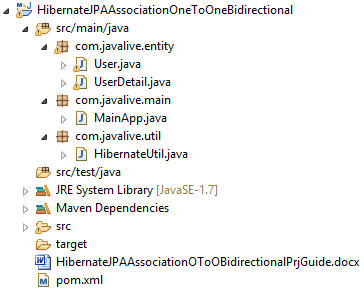 HibernateJPAAssociationOneToOneBidirectional
src/main/java
com.javalive.entity
User.java
UserDetail.java
com.javalive.main
MainApp.java
com.javalive.util
HibernateUtil.java
src/test/java
JRE System Library [JavaSE-1.7]
Maven Dependencies
src
target
HibernateJPAAssociationOToOBidirectionalPrjGuide.docx
pom.xml